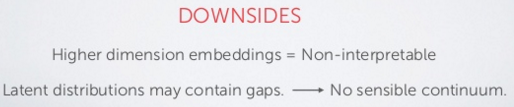 DOWNSIDES
Higher dimension embeddings = Non-interpretable
Latent distributions may contain gaps. → No sensible continuum.